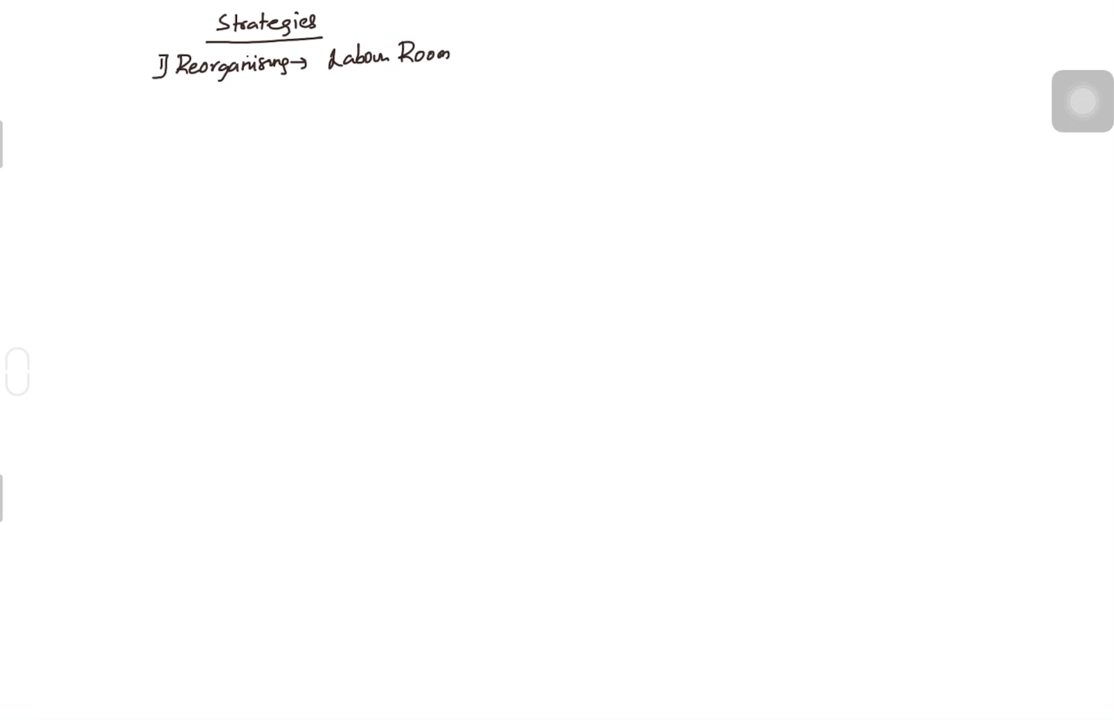 Strategies
1] Reorganising → Labour Room